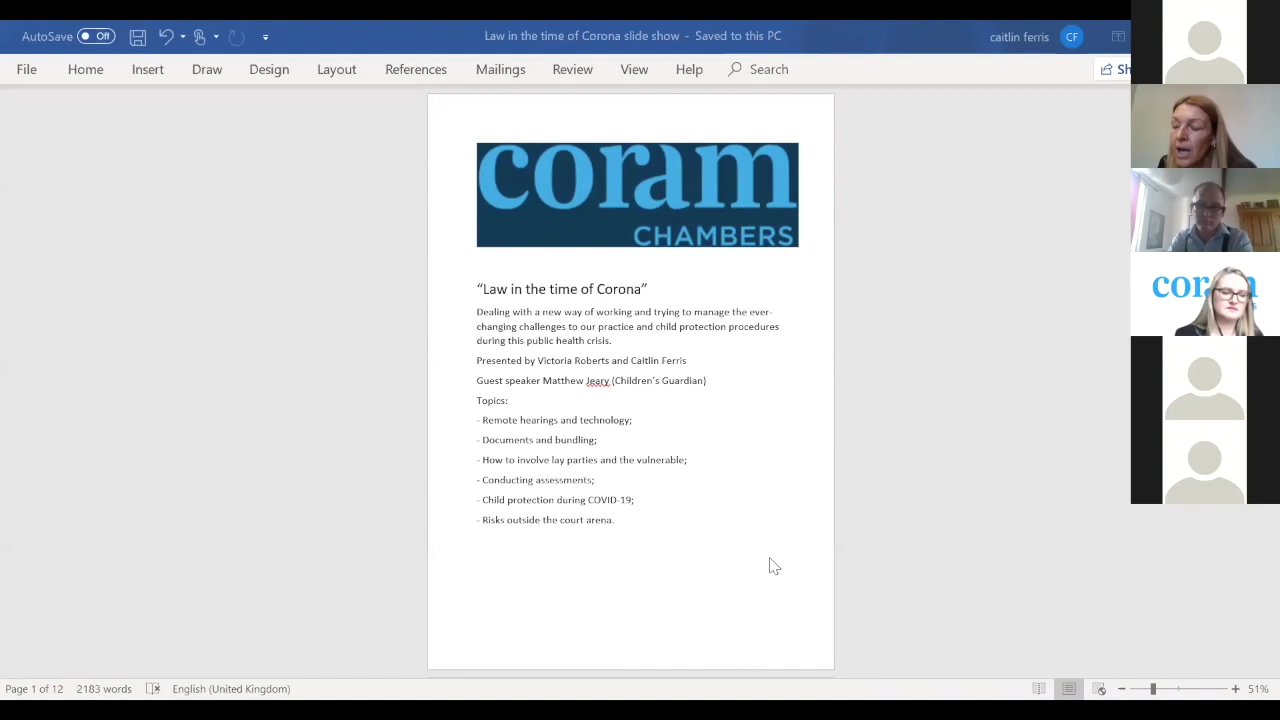 AutoSave Off
Law in the time of Corona slide show - Saved to this PC
caitlin ferris CF
File Home Insert Draw Design Layout References Mailings Review View Help Search Sh
coram
CHAMBERS
“Law in the time of Corona”
Dealing with a new way of working and trying to manage the ever-
changing challenges to our practice and child protection procedures
during this public health crisis.
Presented by Victoria Roberts and Caitlin Ferris
Guest speaker Matthew Jeary (Children’s Guardian)
Topics:
- Remote hearings and technology;
- Documents and bundling;
- How to involve lay parties and the vulnerable;
- Conducting assessments;
- Child protection during COVID-19;
- Risks outside the court arena.
Page 1 of 12 2183 words English (United Kingdom) 51%